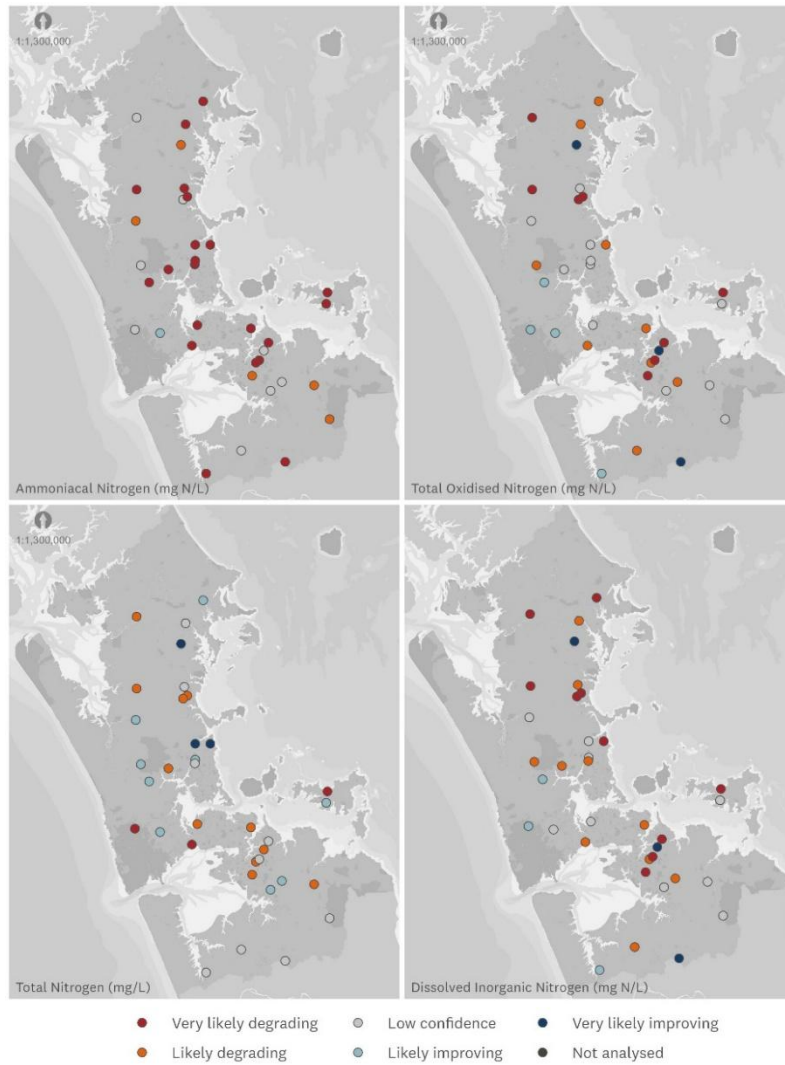 1:1,300,000
1:1,300,000
Ammoniacal Nitrogen (mg N/L)
Total Oxidised Nitrogen (mg N/L)
1:1,300,000
Total Nitrogen (mg/L)
Dissolved Inorganic Nitrogen (mg N/L)
Very likely degrading
Low confidence
Very likely improving
Likely degrading
Likely improving
Not analysed